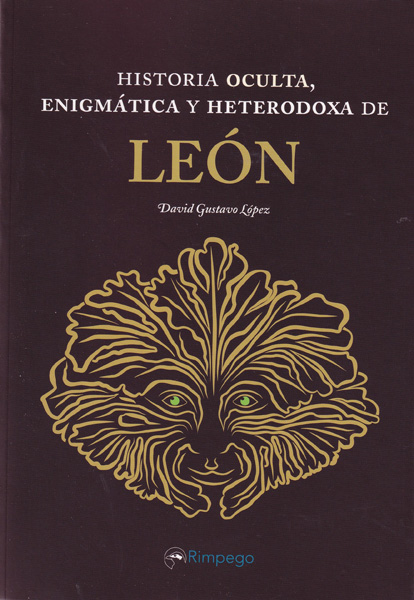 HISTORIA OCULTA,
ENIGMÁTICA Y HETERODOXA DE
LEÓN
David Gustavo López
Rimpego